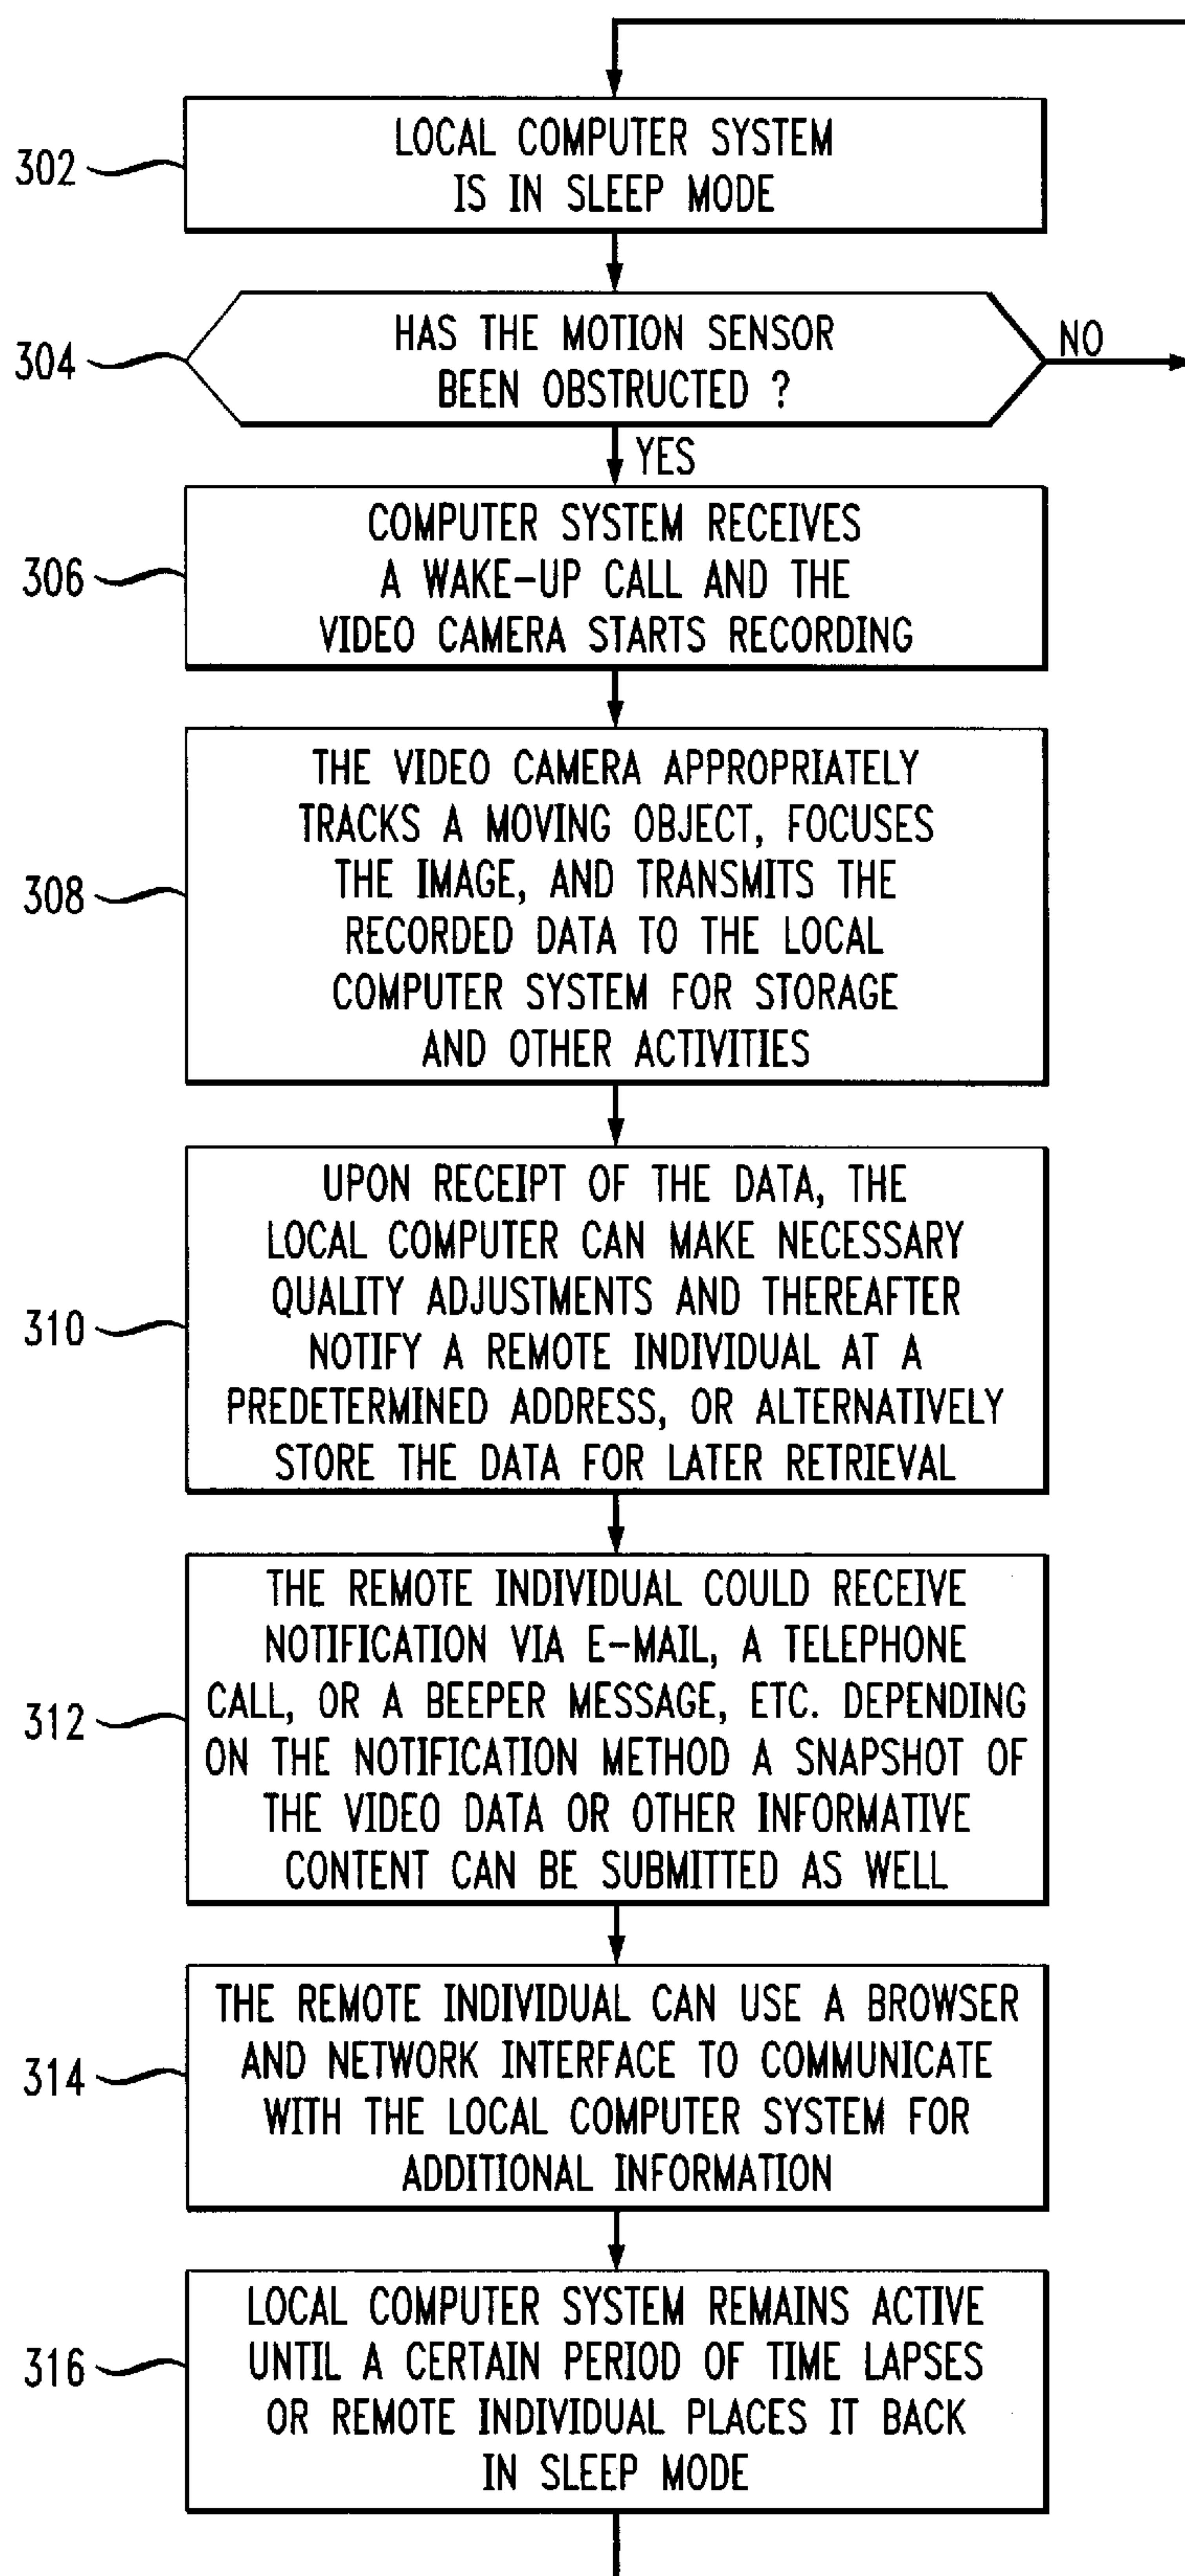 302
LOCAL COMPUTER SYSTEM
IS IN SLEEP MODE
304
HAS THE MOTION SENSOR
BEEN OBSTRUCTED ?
NO
YES
306
COMPUTER SYSTEM RECEIVES
A WAKE-UP CALL AND THE
VIDEO CAMERA STARTS RECORDING
308
THE VIDEO CAMERA APPROPRIATELY
TRACKS A MOVING OBJECT, FOCUSES
THE IMAGE, AND TRANSMITS THE
RECORDED DATA TO THE LOCAL
COMPUTER SYSTEM FOR STORAGE
AND OTHER ACTIVITIES
310
UPON RECEIPT OF THE DATA, THE
LOCAL COMPUTER CAN MAKE NECESSARY
QUALITY ADJUSTMENTS AND THEREAFTER
NOTIFY A REMOTE INDIVIDUAL AT A
PREDETERMINED ADDRESS, OR ALTERNATIVELY
STORE THE DATA FOR LATER RETRIEVAL
312
THE REMOTE INDIVIDUAL COULD RECEIVE
NOTIFICATION VIA E-MAIL, A TELEPHONE
CALL, OR A BEEPER MESSAGE, ETC. DEPENDING
ON THE NOTIFICATION METHOD A SNAPSHOT OF
THE VIDEO DATA OR OTHER INFORMATIVE
CONTENT CAN BE SUBMITTED AS WELL
314
THE REMOTE INDIVIDUAL CAN USE A BROWSER
AND NETWORK INTERFACE TO COMMUNICATE
WITH THE LOCAL COMPUTER SYSTEM FOR
ADDITIONAL INFORMATION
316
LOCAL COMPUTER SYSTEM REMAINS ACTIVE
UNTIL A CERTAIN PERIOD OF TIME LAPSES
OR REMOTE INDIVIDUAL PLACES IT BACK
IN SLEEP MODE